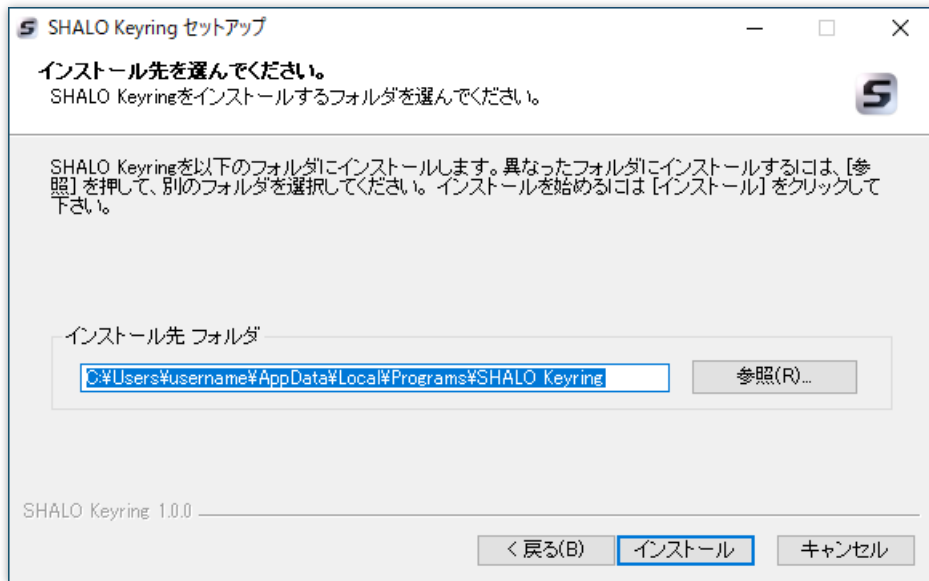 SHALO Keyring セットアップ
インストール先を選んでください。
SHALO Keyringをインストールするフォルダを選んでください。
SHALO Keyringを以下のフォルダにインストールします。異なったフォルダにインストールするには、[参
照] を押して、別のフォルダを選択してください。インストールを始めるには [インストール] をクリックして
下さい。
インストール先 フォルダ
C:¥Users¥username¥AppData¥Local¥Programs¥SHALO Keyring
参照(R)...
SHALO Keyring 1.0.0
< 戻る(B)
インストール
キャンセル